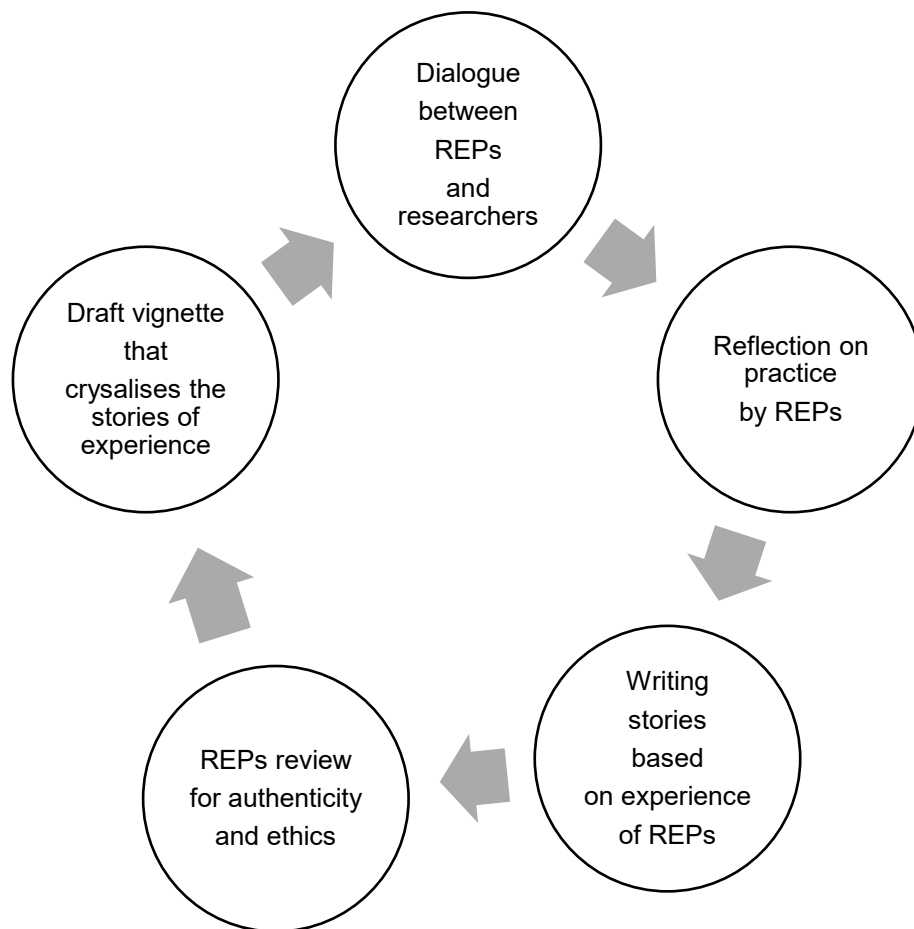 Dialogue
between
REPs
and
researchers
Reflection on
practice
by REPs
Writing
stories
based
on experience
of REPs
REPs review
for authenticity
and ethics
Draft vignette
that
crysalises the
stories of
experience